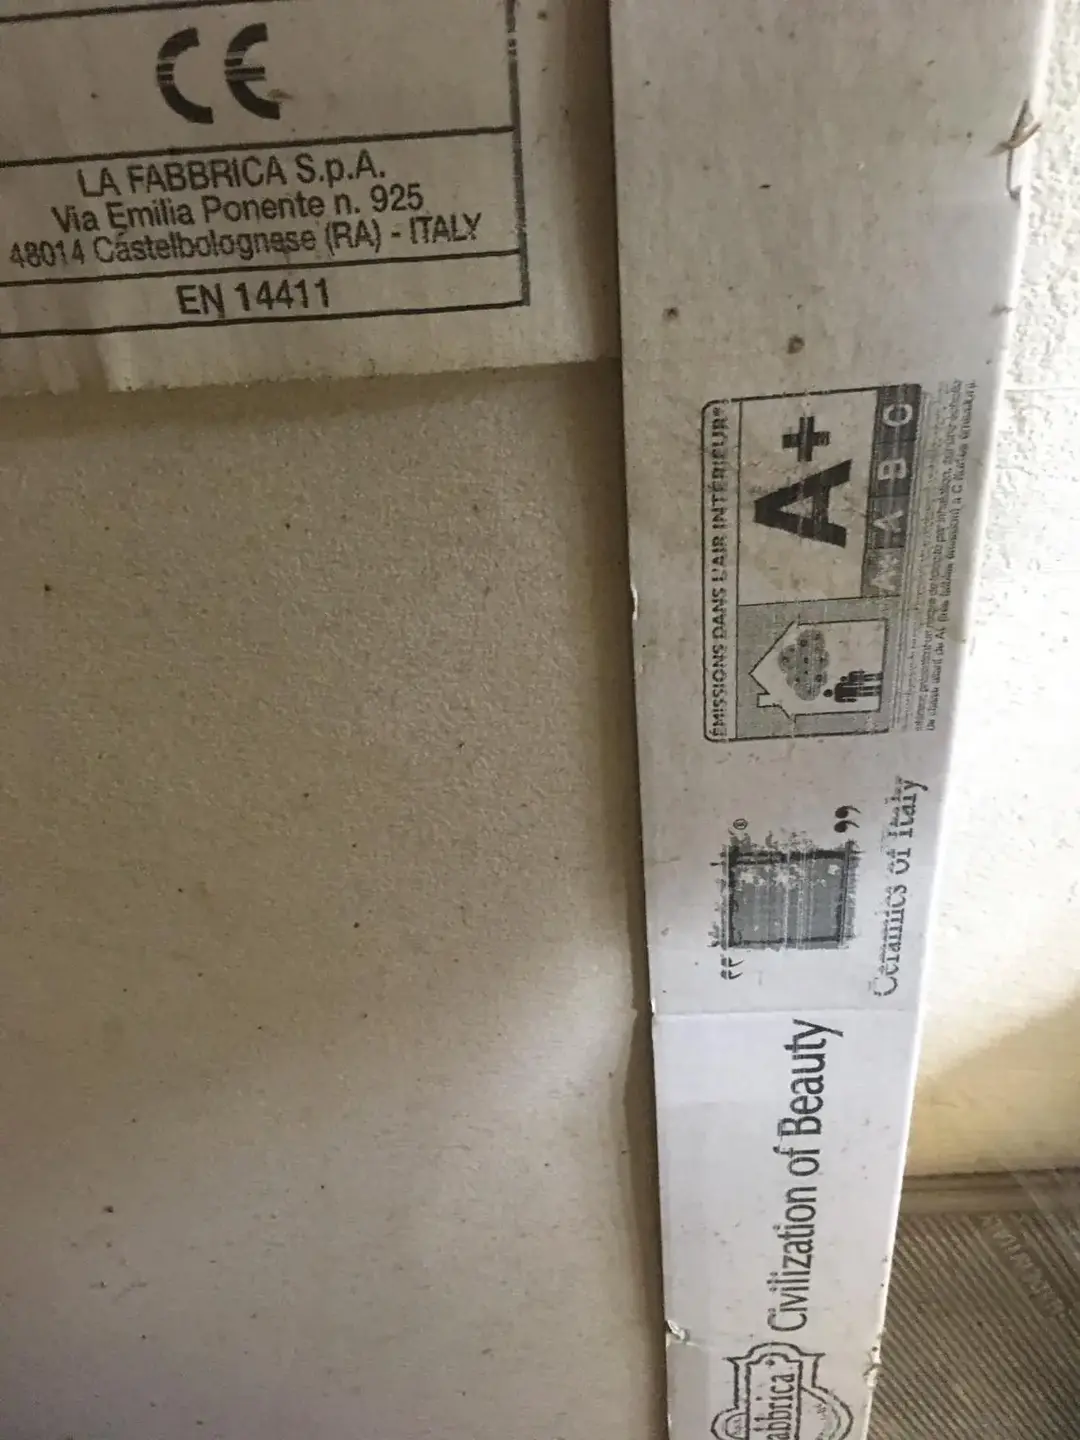 CE
LA FABBRICA S.p.A.
Via Emilia Ponente n. 925
48014 Castelbolognese (RA) - ITALY
EN 14411
ÉMISSIONS DANS L'AIR INTÉRIEUR*
A+
A+ A B C
®
Ceramics of Italy
Civilization of Beauty
abbrica